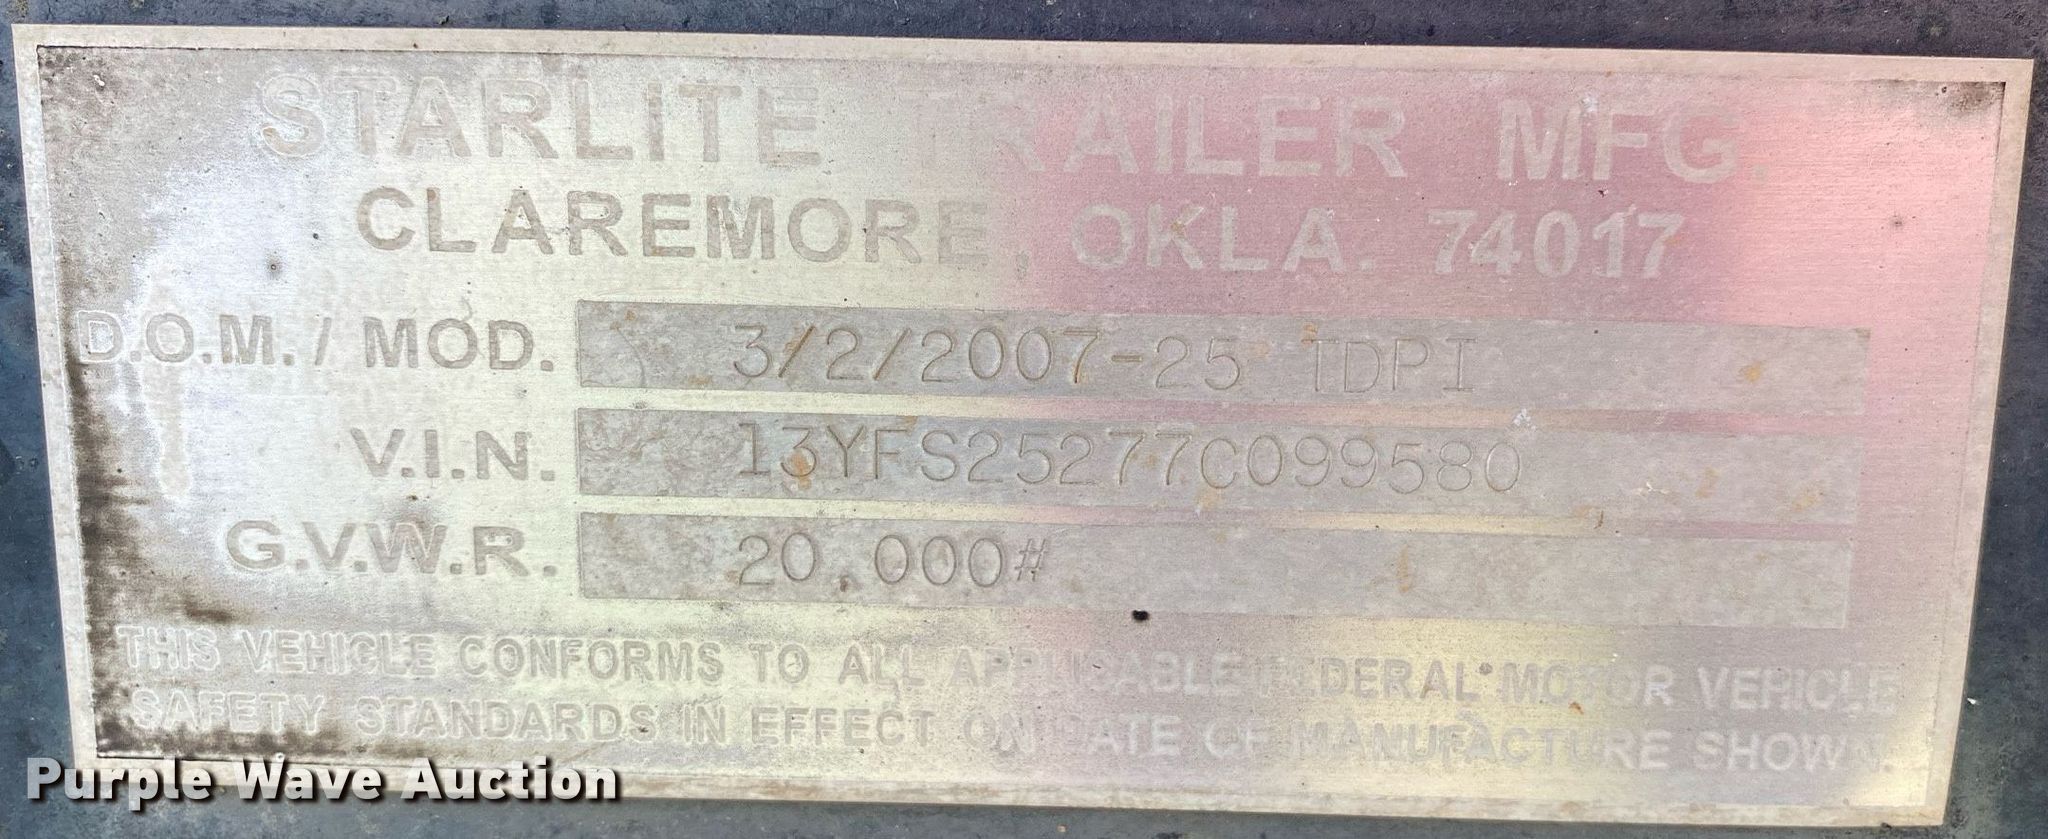 STARLITE TRAILER MFG.
CLAREMORE, OKLA. 74017
D.O.M. / MOD. 3/2/2007-25 TDPI
V.I.N. 13YFS25277C099580
G.V.W.R. 20,000#
THIS VEHICLE CONFORMS TO ALL APPLICABLE FEDERAL MOTOR VEHICLE
SAFETY STANDARDS IN EFFECT ON DATE OF MANUFACTURE SHOWN.
Purple Wave Auction